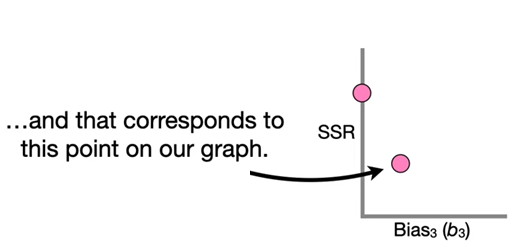 …and that corresponds to
this point on our graph.
SSR
Bias₃ (b₃)